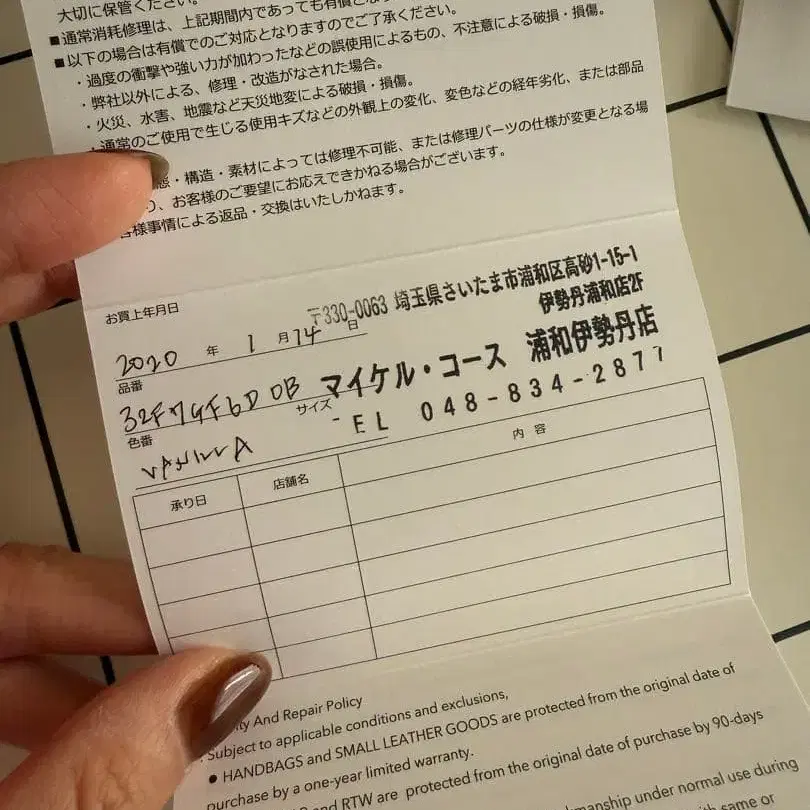 大切に保管ください。
■通常消耗修理は、上記期間内であっても有償と
■以下の場合は有償でのご対応となりますのでご了承ください。
・過度の衝撃や強い力が加わったなどの誤使用によるもの、不注意による破損・損傷。
・弊社以外による、修理・改造がなされた場合。
・火災、水害、地震など天災地変による破損・損傷。
・通常のご使用で生じる使用キズなどの外観上の変化、変色などの経年劣化、または部品
態・構造・素材によっては修理不可能、または修理パーツの仕様が変更となる場
り、お客様のご要望にお応えできかねる場合がございます。
客様事情による返品・交換はいたしかねます。
お買上年月日
〒330-0063 埼玉県さいたま市浦和区高砂1-15-1
伊勢丹浦和店2F
2020 年 1 月 14 日
マイケル・コース 浦和伊勢丹店
品番
サイズ
EL 048-834-2877
色番
VANILLA
承り日 店舗名 内 容
ty And Repair Policy
Subject to applicable conditions and exclusions,
● HANDBAGS and SMALL LEATHER GOODS are protected from the original date of
purchase by a one-year limited warranty.
and RTW are protected from the original date of purchase by 90-days
manship under normal use during
with same or